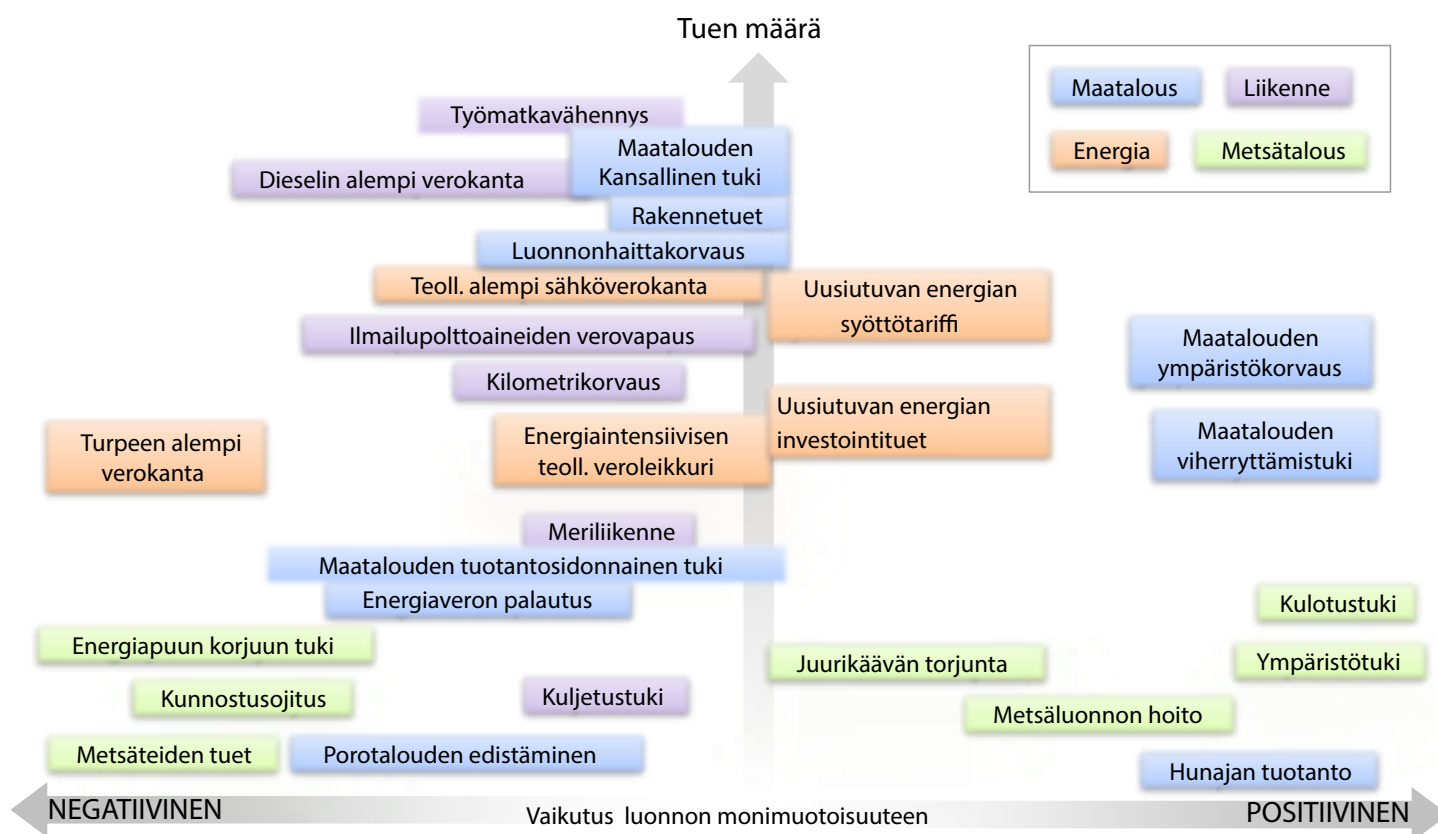 Tuen määrä
Maatalous
Liikenne
Energia
Metsätalous
Työmatkavähennys
Maatalouden
Kansallinen tuki
Dieselin alempi verokanta
Rakennetuet
Luonnonhaittakorvaus
Teoll. alempi sähköverokanta
Uusiutuvan energian
syöttötariffi
Ilmailupolttoaineiden verovapaus
Maatalouden
ympäristökorvaus
Kilometrikorvaus
Uusiutuvan energian
investointituet
Turpeen alempi
verokanta
Energiaintensiivisen
teoll. veroleikkuri
Maatalouden
viherryttämistuki
Meriliikenne
Maatalouden tuotantosidonnainen tuki
Energiaveron palautus
Kulotustuki
Energiapuun korjuun tuki
Juurikäävän torjunta
Ympäristötuki
Kunnostusojitus
Kuljetustuki
Metsäluonnon hoito
Metsäteiden tuet
Porotalouden edistäminen
Hunajan tuotanto
NEGATIIVINEN
Vaikutus luonnon monimuotoisuuteen
POSITIIVINEN